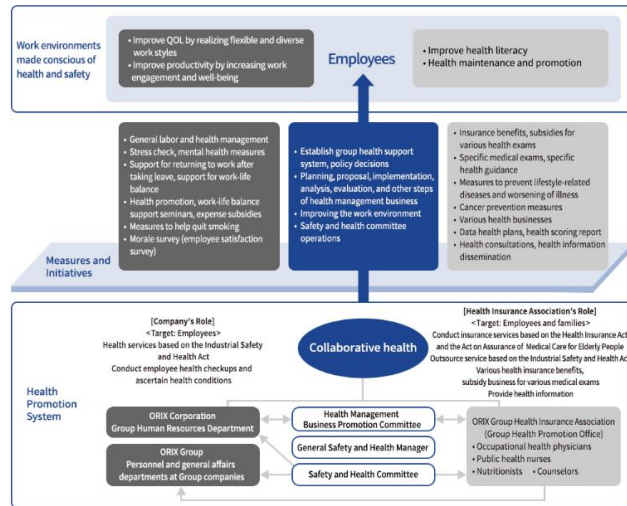 Work environments
made conscious of
health and safety
• Improve QOL by realizing flexible and diverse
work styles
• Improve productivity by increasing work
engagement and well-being
Employees
• Improve health literacy
• Health maintenance and promotion
• General labor and health management
• Stress check, mental health measures
• Support for returning to work after
taking leave, support for work-life
balance
• Health promotion, work-life balance
support seminars, expense subsidies
• Measures to help quit smoking
• Morale survey (employee satisfaction
survey)
• Establish group health support
system, policy decisions
• Planning, proposal, implementation,
analysis, evaluation, and other steps
of health management business
• Improving the work environment
• Safety and health committee
operations
• Insurance benefits, subsidies for
various health exams
• Specific medical exams, specific
health guidance
• Measures to prevent lifestyle-related
diseases and worsening of illness
• Cancer prevention measures
• Various health businesses
• Data health plans, health scoring report
• Health consultations, health information
dissemination
Measures and
Initiatives
[Company's Role]
<Target: Employees>
Health services based on the Industrial Safety
and Health Act
Conduct employee health checkups and
ascertain health conditions
Collaborative health
[Health Insurance Association's Role]
<Target: Employees and families>
Conduct insurance services based on the Health Insurance Act
and the Act on Assurance of Medical Care for Elderly People
Outsource service based on the Industrial Safety and Health Act
Various health insurance benefits,
subsidy business for various medical exams
Provide health information
Health
Promotion
System
ORIX Corporation
Group Human Resources Department
Health Management
Business Promotion Committee
General Safety and Health Manager
ORIX Group
Personnel and general affairs
departments at Group companies
Safety and Health Committee
ORIX Group Health Insurance Association
(Group Health Promotion Office)
• Occupational health physicians
• Public health nurses
• Nutritionists • Counselors